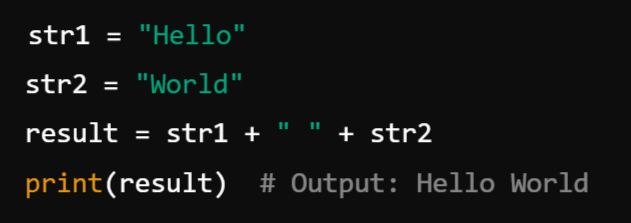 str1 = "Hello"
str2 = "World"
result = str1 + " " + str2
print(result)  # Output: Hello World